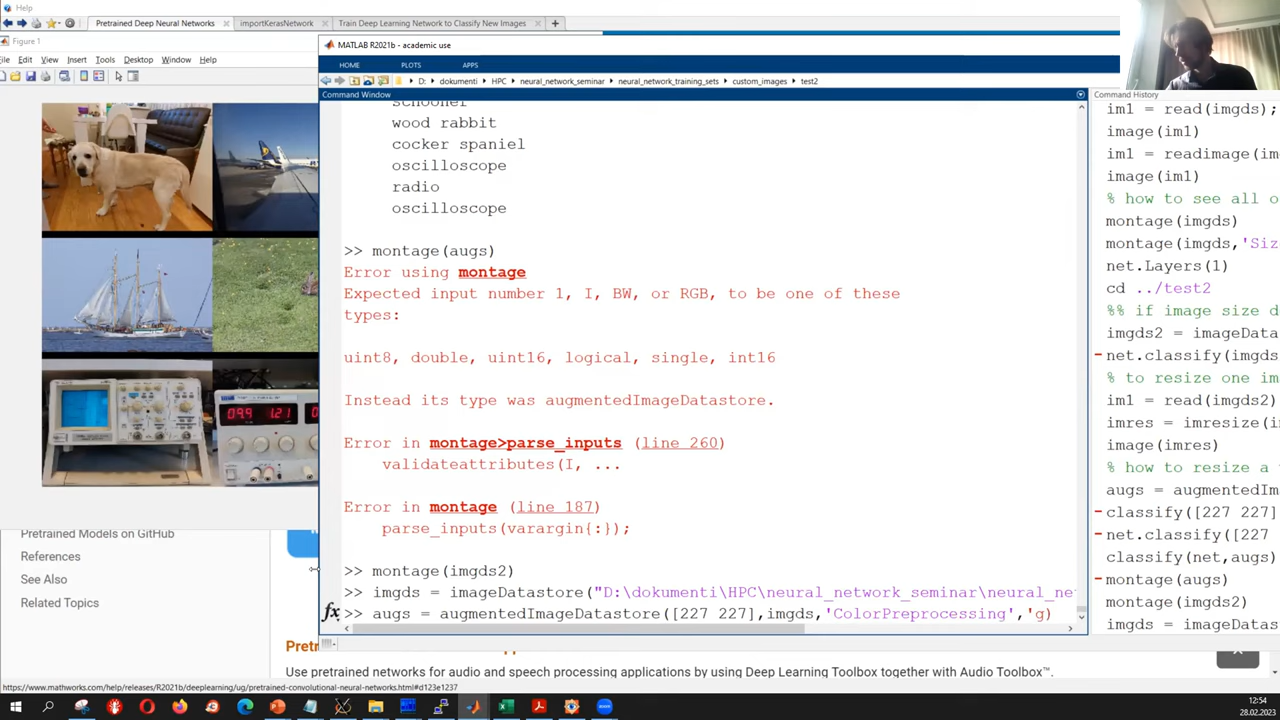 Help
Pretrained Deep Neural Networks
importKerasNetwork
Train Deep Learning Network to Classify New Images
Figure 1
File Edit View Insert Tools Desktop Window Help
MATLAB R2021b - academic use
HOME PLOTS APPS
D: dokumenti HPC neural_network_seminar neural_network_training_sets custom_images test2
Command Window
schooner
wood rabbit
cocker spaniel
oscilloscope
radio
oscilloscope
>> montage(augs)
Error using montage
Expected input number 1, I, BW, or RGB, to be one of these
types:
uint8, double, uint16, logical, single, int16
Instead its type was augmentedImageDatastore.
Error in montage>parse_inputs (line 260)
validateattributes(I, ...
Error in montage (line 187)
parse_inputs(varargin{:});
>> montage(imgds2)
>> imgds = imageDatastore("D:\dokumenti\HPC\neural_network_seminar\neural_ne
fx >> augs = augmentedImageDatastore([227 227],imgds,'ColorPreprocessing','g)
Command History
im1 = read(imgds);
image(im1)
im1 = readimage(im
image(im1)
% how to see all o
montage(imgds)
montage(imgds,'Siz
net.Layers(1)
cd ../test2
%% if image size d
imgds2 = imageData
net.classify(imgds
% to resize one im
im1 = read(imgds2)
imres = imresize(i
image(imres)
% how to resize a
augs = augmentedIm
classify([227 227]
net.classify([227
classify(net,augs)
montage(augs)
montage(imgds2)
imgds = imageDatas
09.9 1.21
Pretrained Models on GitHub
References
See Also
Related Topics
Use pretrained networks for audio and speech processing applications by using Deep Learning Toolbox together with Audio Toolbox™.
https://www.mathworks.com/help/releases/R2021b/deeplearning/ug/pretrained-convolutional-neural-networks.html#d123e1237
12:54
28.02.2023